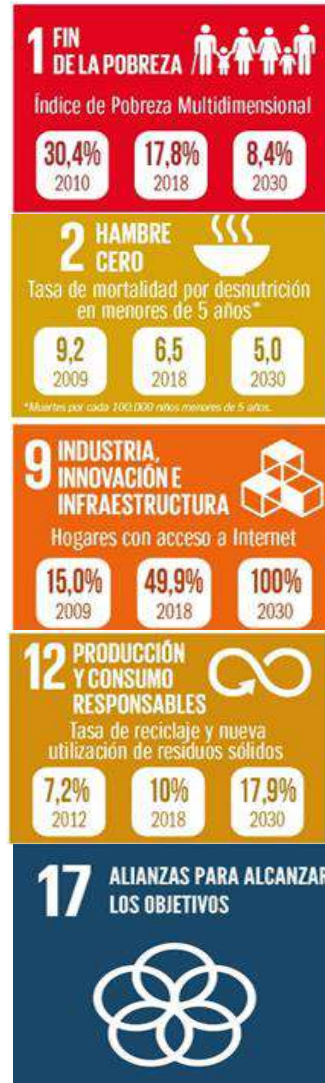 1 FIN
DE LA POBREZA
Índice de Pobreza Multidimensional
30,4% 17,8% 8,4%
2010 2018 2030
2 HAMBRE
CERO
Tasa de mortalidad por desnutrición
en menores de 5 años*
9,2 6,5 5,0
2009 2018 2030
*Muertes por cada 100.000 niños menores de 5 años.
9 INDUSTRIA,
INNOVACIÓN E
INFRAESTRUCTURA
Hogares con acceso a Internet
15,0% 49,9% 100%
2009 2018 2030
12 PRODUCCIÓN
Y CONSUMO
RESPONSABLES
Tasa de reciclaje y nueva
utilización de residuos sólidos
7,2% 10% 17,9%
2012 2018 2030
17 ALIANZAS PARA ALCANZAR
LOS OBJETIVOS